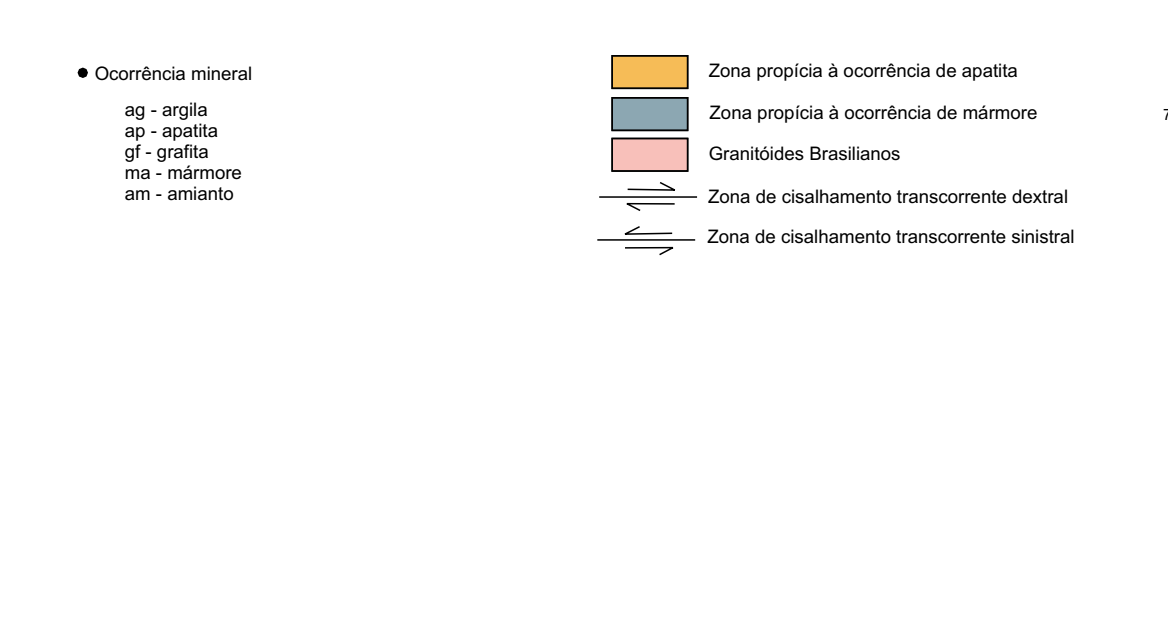 Ocorrência mineral
ag - argila
ap - apatita
gf - grafita
ma - mármore
am - amianto
Zona propícia à ocorrência de apatita
Zona propícia à ocorrência de mármore
Granitóides Brasilianos
Zona de cisalhamento transcorrente dextral
Zona de cisalhamento transcorrente sinistral